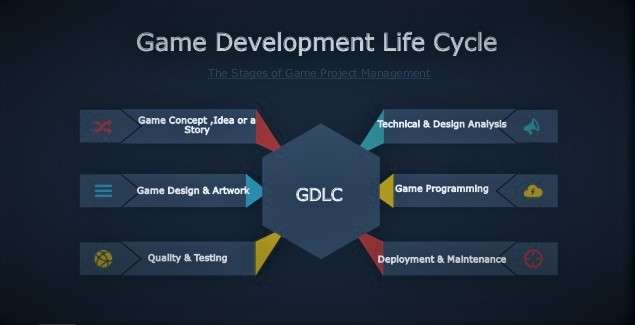 Game Development Life Cycle
The Stages of Game Project Management
Game Concept ,Idea or a
Story
Technical & Design Analysis
Game Design & Artwork
GDLC
Game Programming
Quality & Testing
Deployment & Maintenance